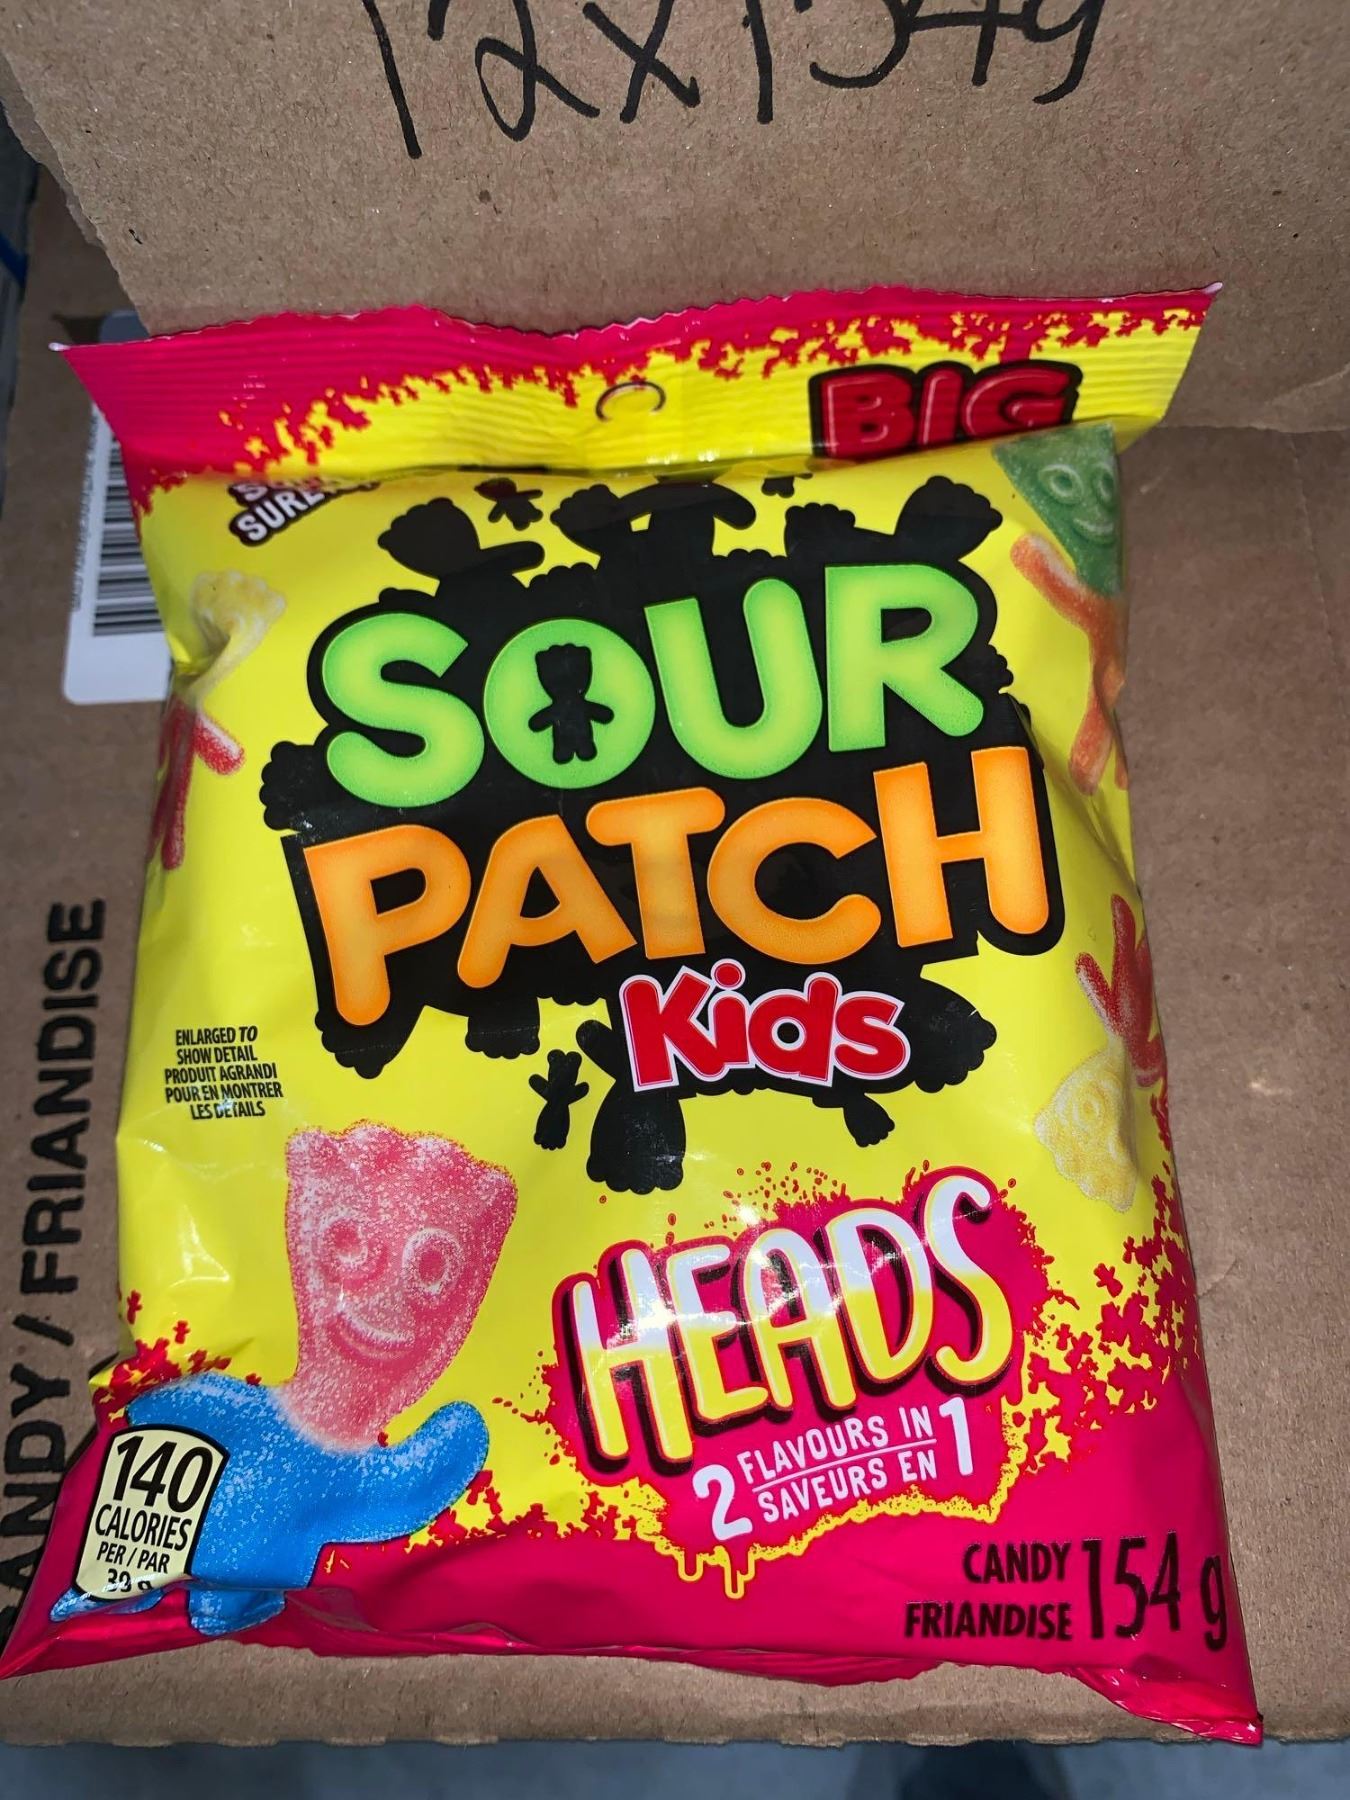 12x154g
BIG
SOUR
PATCH
Kids
ENLARGED TO
SHOW DETAIL
PRODUIT AGRANDI
POUR EN MONTRER
LES DÉTAILS
HEADS
2 FLAVOURS IN 1
SAVEURS EN
140
CALORIES
PER / PAR
CANDY 154 g
FRIANDISE
ANDY / FRIANDISE